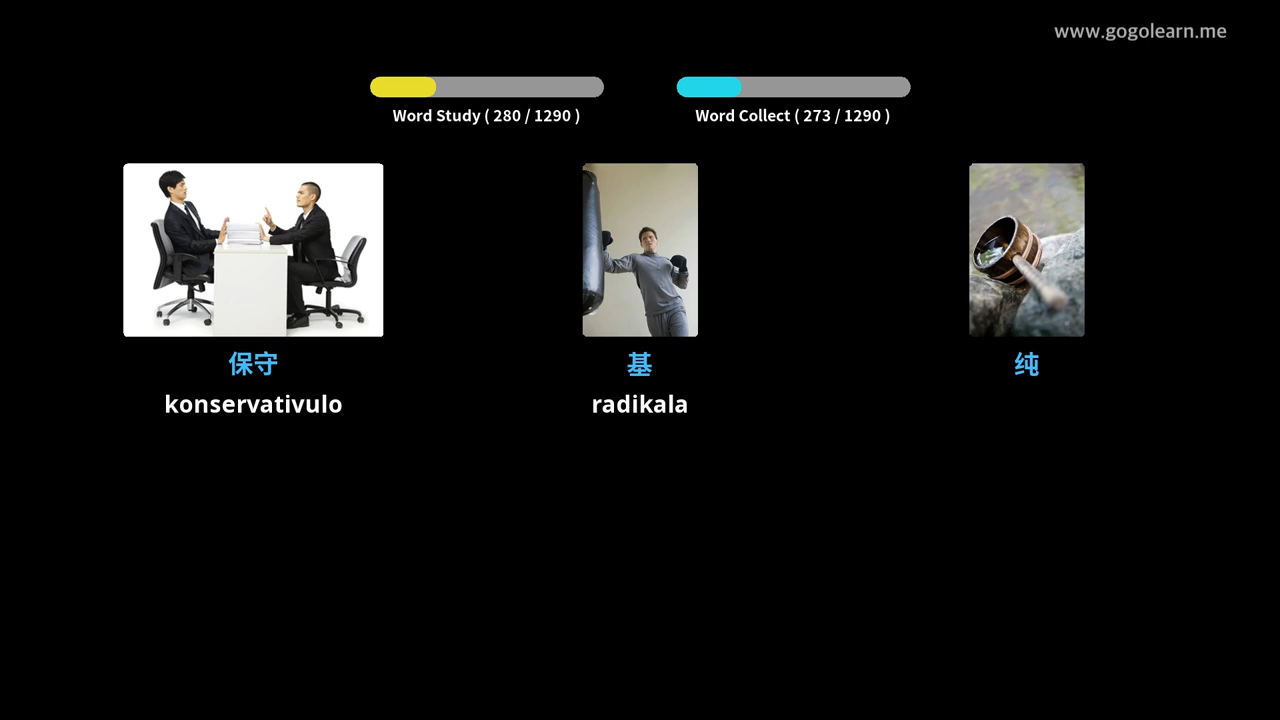 www.gogolearn.me
Word Study ( 280 / 1290 )
Word Collect ( 273 / 1290 )
保守
基
纯
konservativulo
radikala